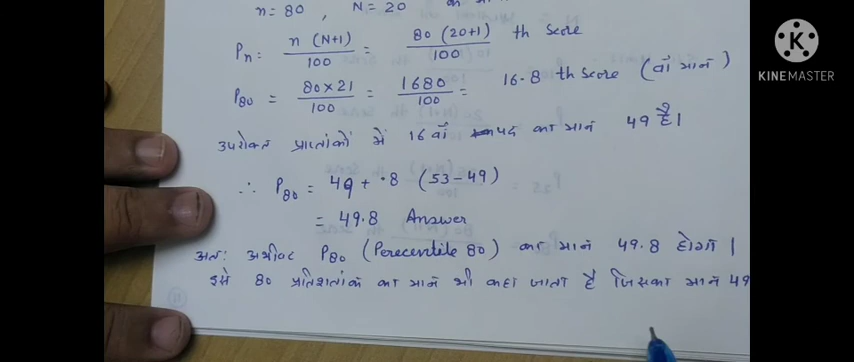 n = 80 , N = 20
Pn = n (N+1) / 100 = 80 (20+1) / 100 th Score
P80 = 80 × 21 / 100 = 1680 / 100 = 16.8 th Score (वाँ मान)
उपरोक्त प्राप्तांकों में 16 वाँ पद का मान 49 है।
∴ P80 = 49 + .8 (53 - 49)
= 49.8 Answer
अतः अभीष्ट P80 (Perecentile 80) का मान 49.8 होगा।
इसे 80 प्रतिशतांक का मान भी कहा जाता है जिसका मान 49
KINEMASTER